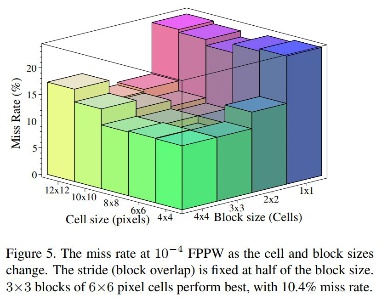 Miss Rate (%)
20
15
10
5
0
12x12
10x10
8x8
6x6
4x4
Cell size (pixels)
4x4
3x3
2x2
1x1
Block size (Cells)
Figure 5. The miss rate at 10⁻⁴ FPPW as the cell and block sizes
change. The stride (block overlap) is fixed at half of the block size.
3×3 blocks of 6×6 pixel cells perform best, with 10.4% miss rate.